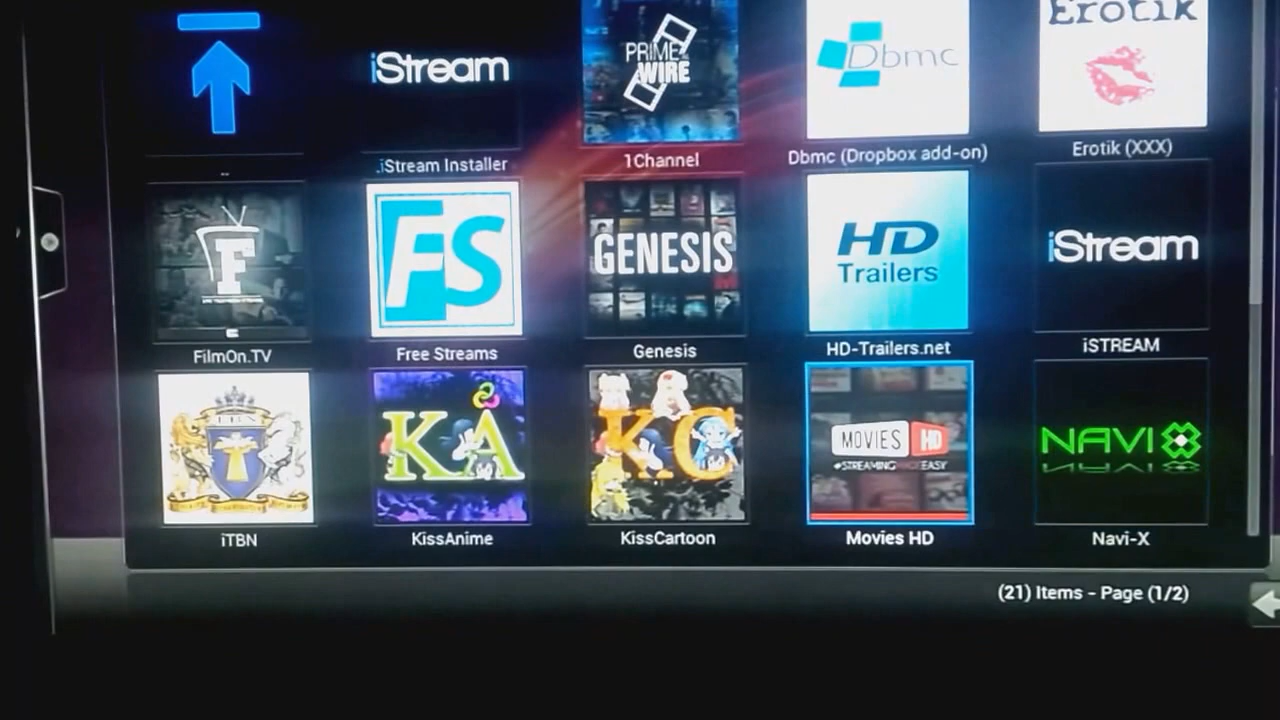 Erotik
iStream
PRIME
WIRE
Dbmc
..
.iStream Installer
1Channel
Dbmc (Dropbox add-on)
Erotik (XXX)
F
FS
GENESIS
HD
Trailers
iStream
FilmOn.TV
Free Streams
Genesis
HD-Trailers.net
iSTREAM
KA
KC
MOVIES HD
NAVIX
iTBN
KissAnime
KissCartoon
Movies HD
Navi-X
(21) Items - Page (1/2)